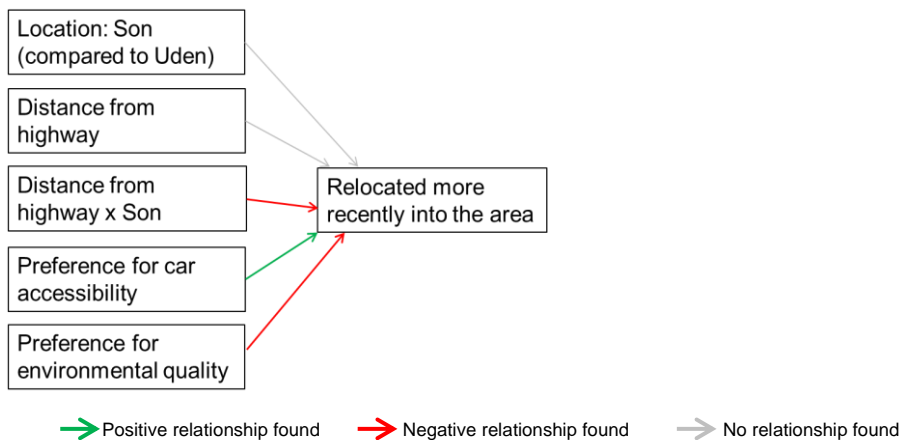 Location: Son
(compared to Uden)
Distance from
highway
Distance from
highway x Son
Relocated more
recently into the area
Preference for car
accessibility
Preference for
environmental quality
Positive relationship found
Negative relationship found
No relationship found